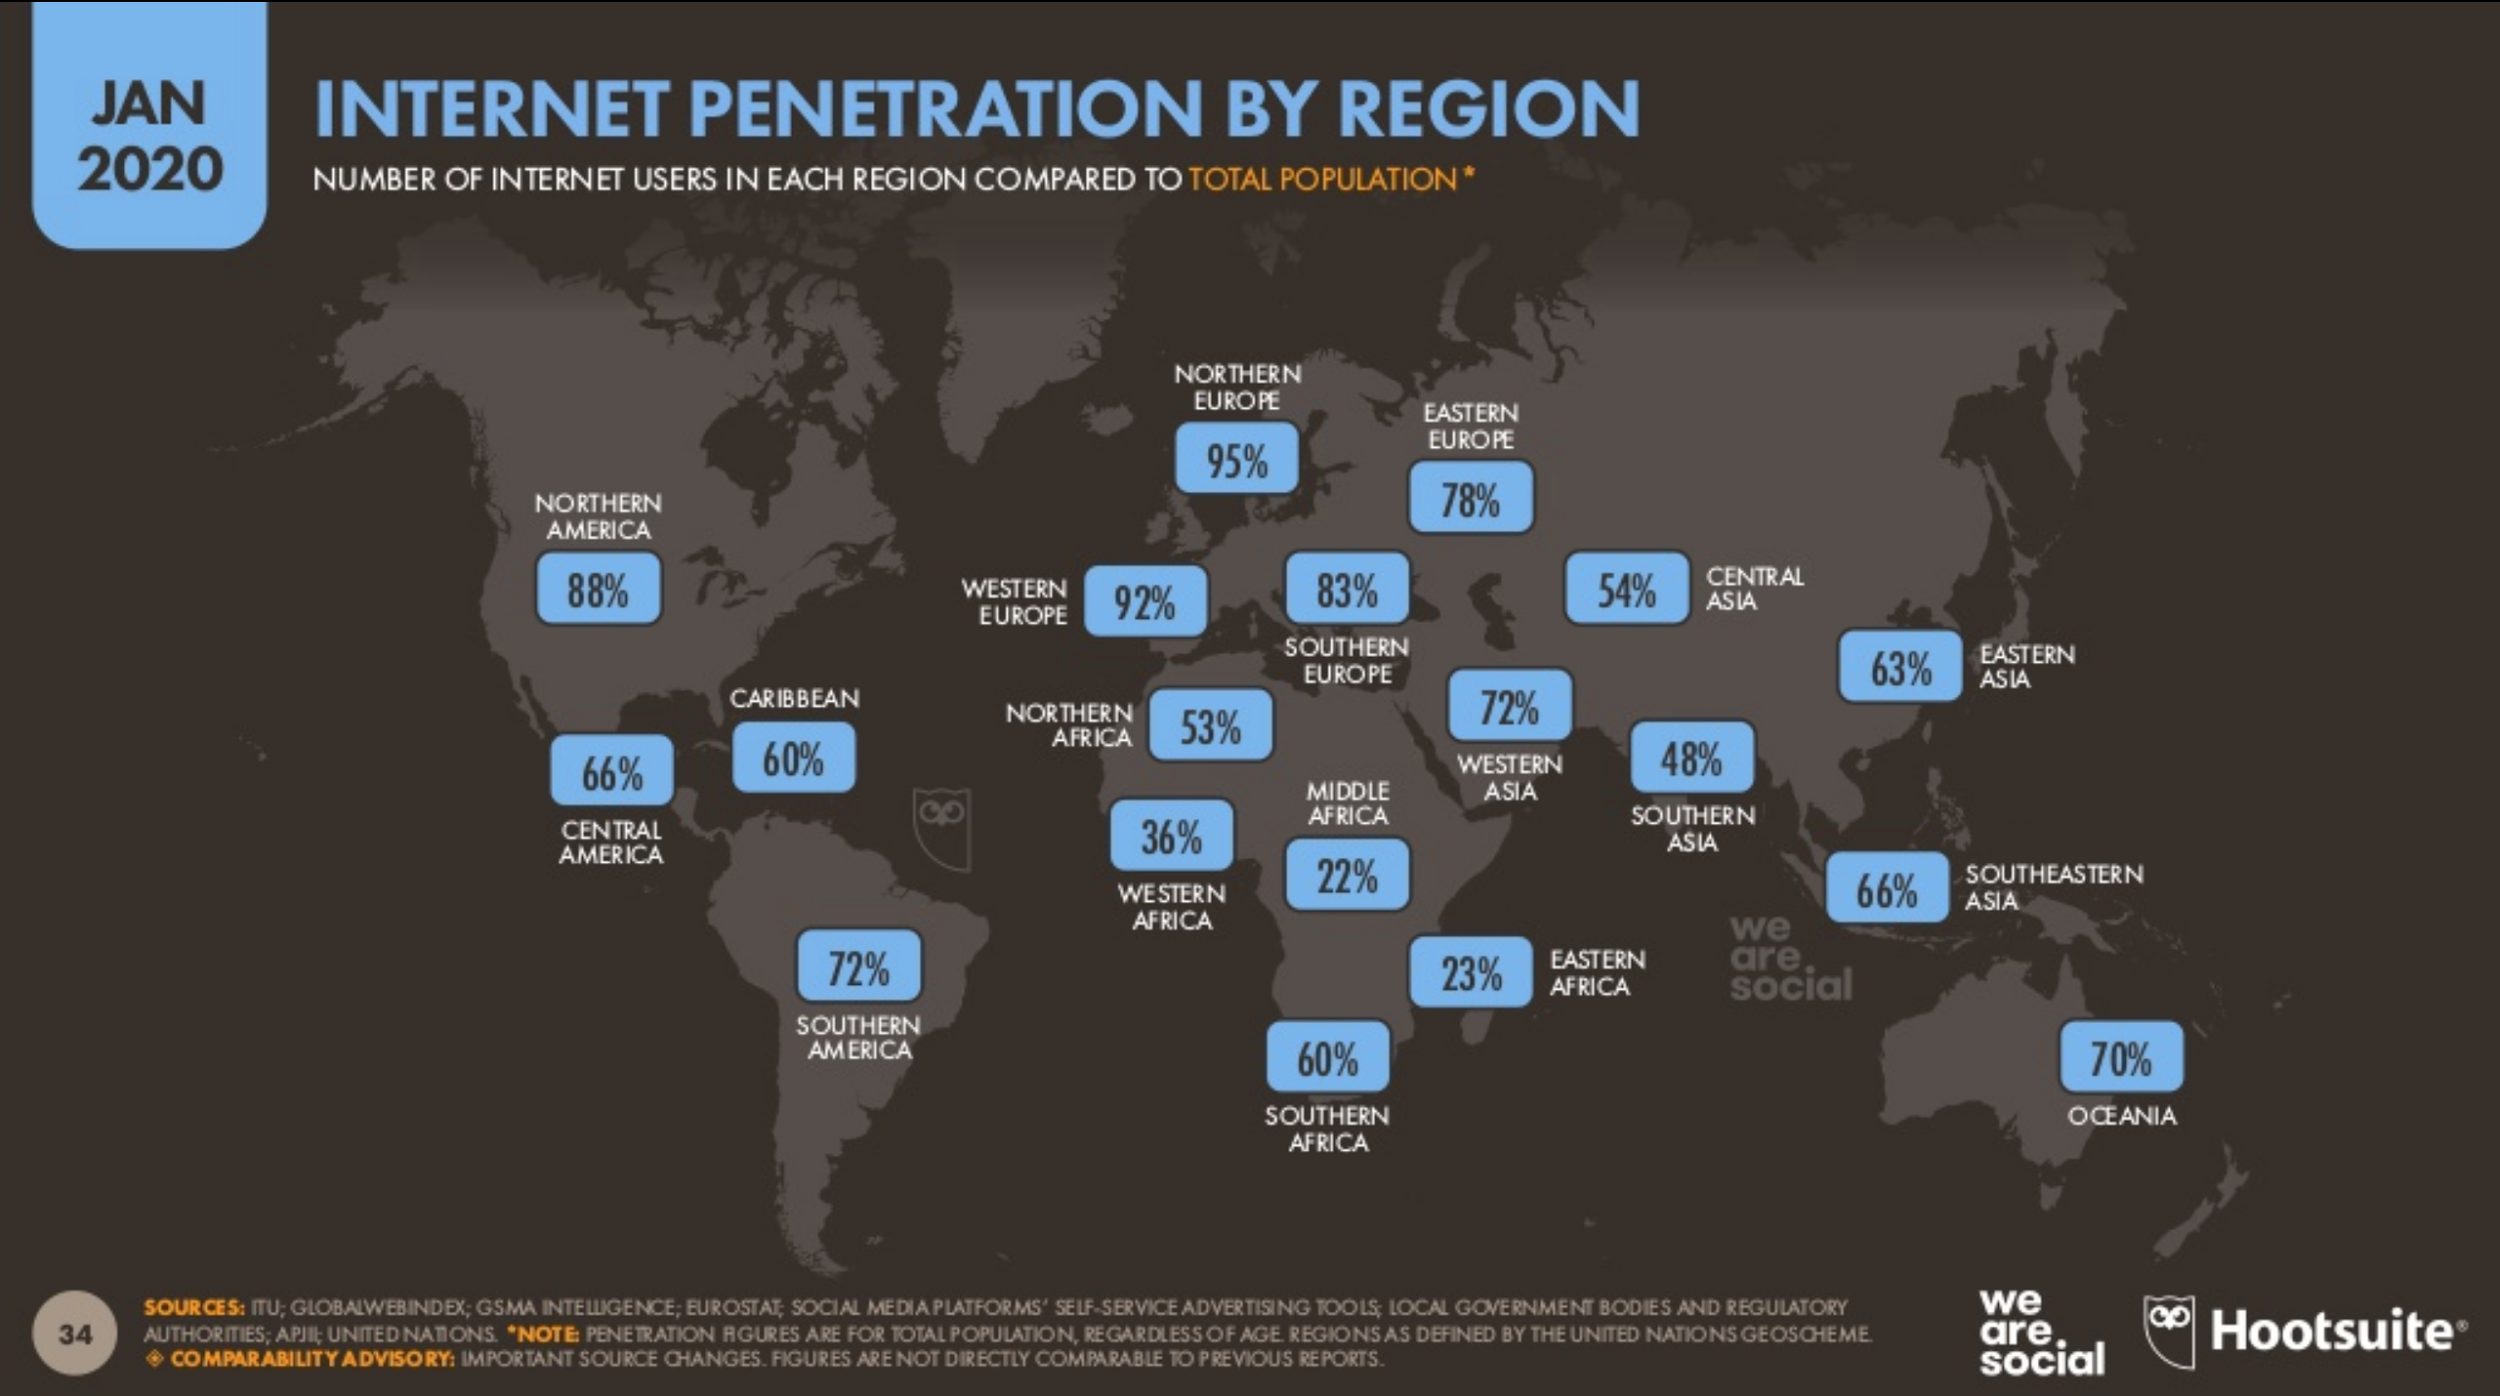 JAN
2020
INTERNET PENETRATION BY REGION
NUMBER OF INTERNET USERS IN EACH REGION COMPARED TO TOTAL POPULATION*
NORTHERN
EUROPE
95%
EASTERN
EUROPE
78%
NORTHERN
AMERICA
88%
WESTERN
EUROPE
92%
83%
SOUTHERN
EUROPE
54%
CENTRAL
ASIA
63%
EASTERN
ASIA
CARIBBEAN
60%
66%
CENTRAL
AMERICA
NORTHERN
AFRICA
53%
72%
WESTERN
ASIA
48%
SOUTHERN
ASIA
MIDDLE
AFRICA
22%
36%
WESTERN
AFRICA
66%
SOUTHEASTERN
ASIA
we
are
social
72%
SOUTHERN
AMERICA
23%
EASTERN
AFRICA
60%
SOUTHERN
AFRICA
70%
OCEANIA
34
SOURCES: ITU; GLOBALWEBINDEX; GSMA INTELLIGENCE; EUROSTAT; SOCIAL MEDIA PLATFORMS' SELF-SERVICE ADVERTISING TOOLS; LOCAL GOVERNMENT BODIES AND REGULATORY
AUTHORITIES; APJII; UNITED NATIONS. *NOTE: PENETRATION FIGURES ARE FOR TOTAL POPULATION, REGARDLESS OF AGE. REGIONS AS DEFINED BY THE UNITED NATIONS GEOSCHEME.
COMPARABILITY ADVISORY: IMPORTANT SOURCE CHANGES. FIGURES ARE NOT DIRECTLY COMPARABLE TO PREVIOUS REPORTS.
we
are.
social
Hootsuite®